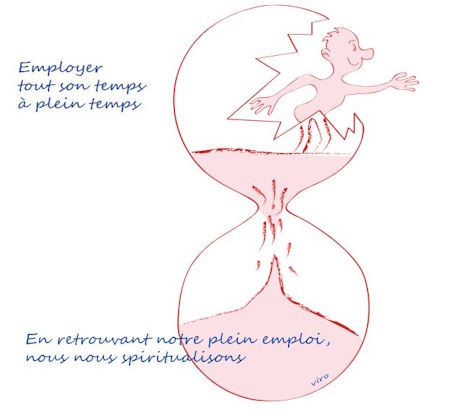 Employer
tout son temps
à plein temps
En retrouvant notre plein emploi,
nous nous spiritualisons
viro